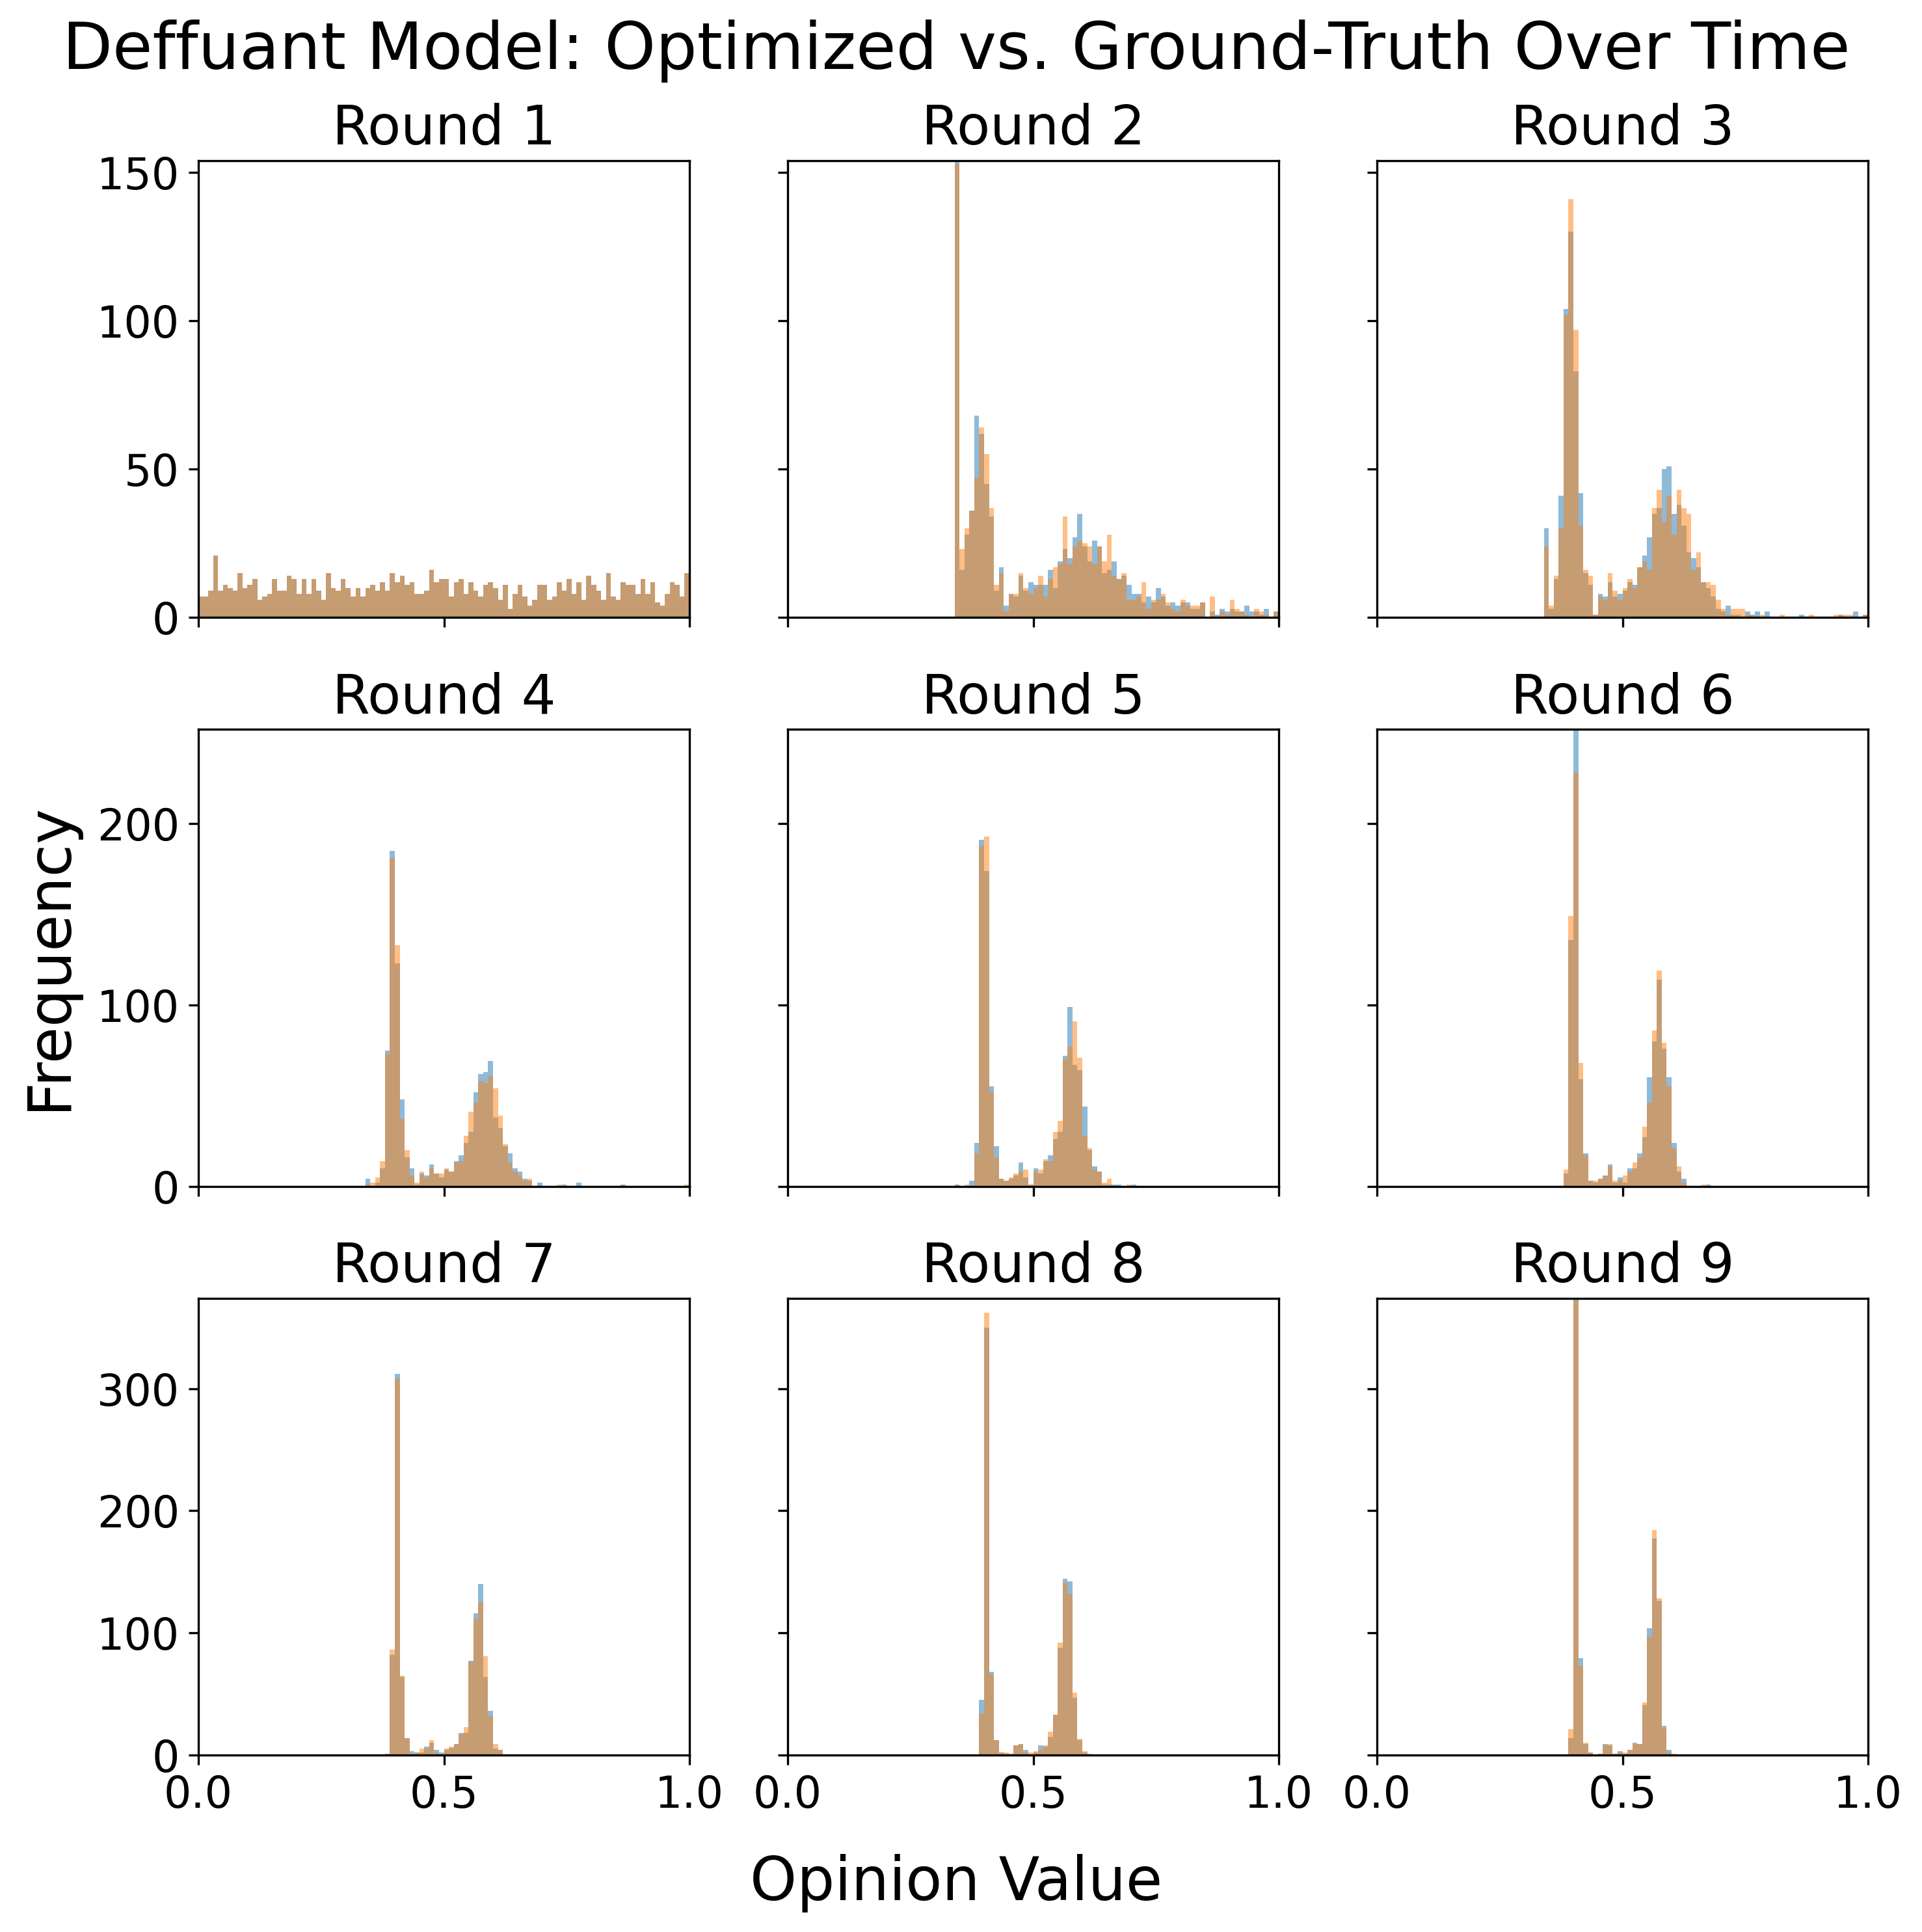 Deffuant Model: Optimized vs. Ground-Truth Over Time
Round 1 Round 2 Round 3
150
100
50
0
Round 4 Round 5 Round 6
200
100
0
Frequency
Round 7 Round 8 Round 9
300
200
100
0
0.0 0.5 1.0 0.0 0.5 1.0 0.0 0.5 1.0
Opinion Value